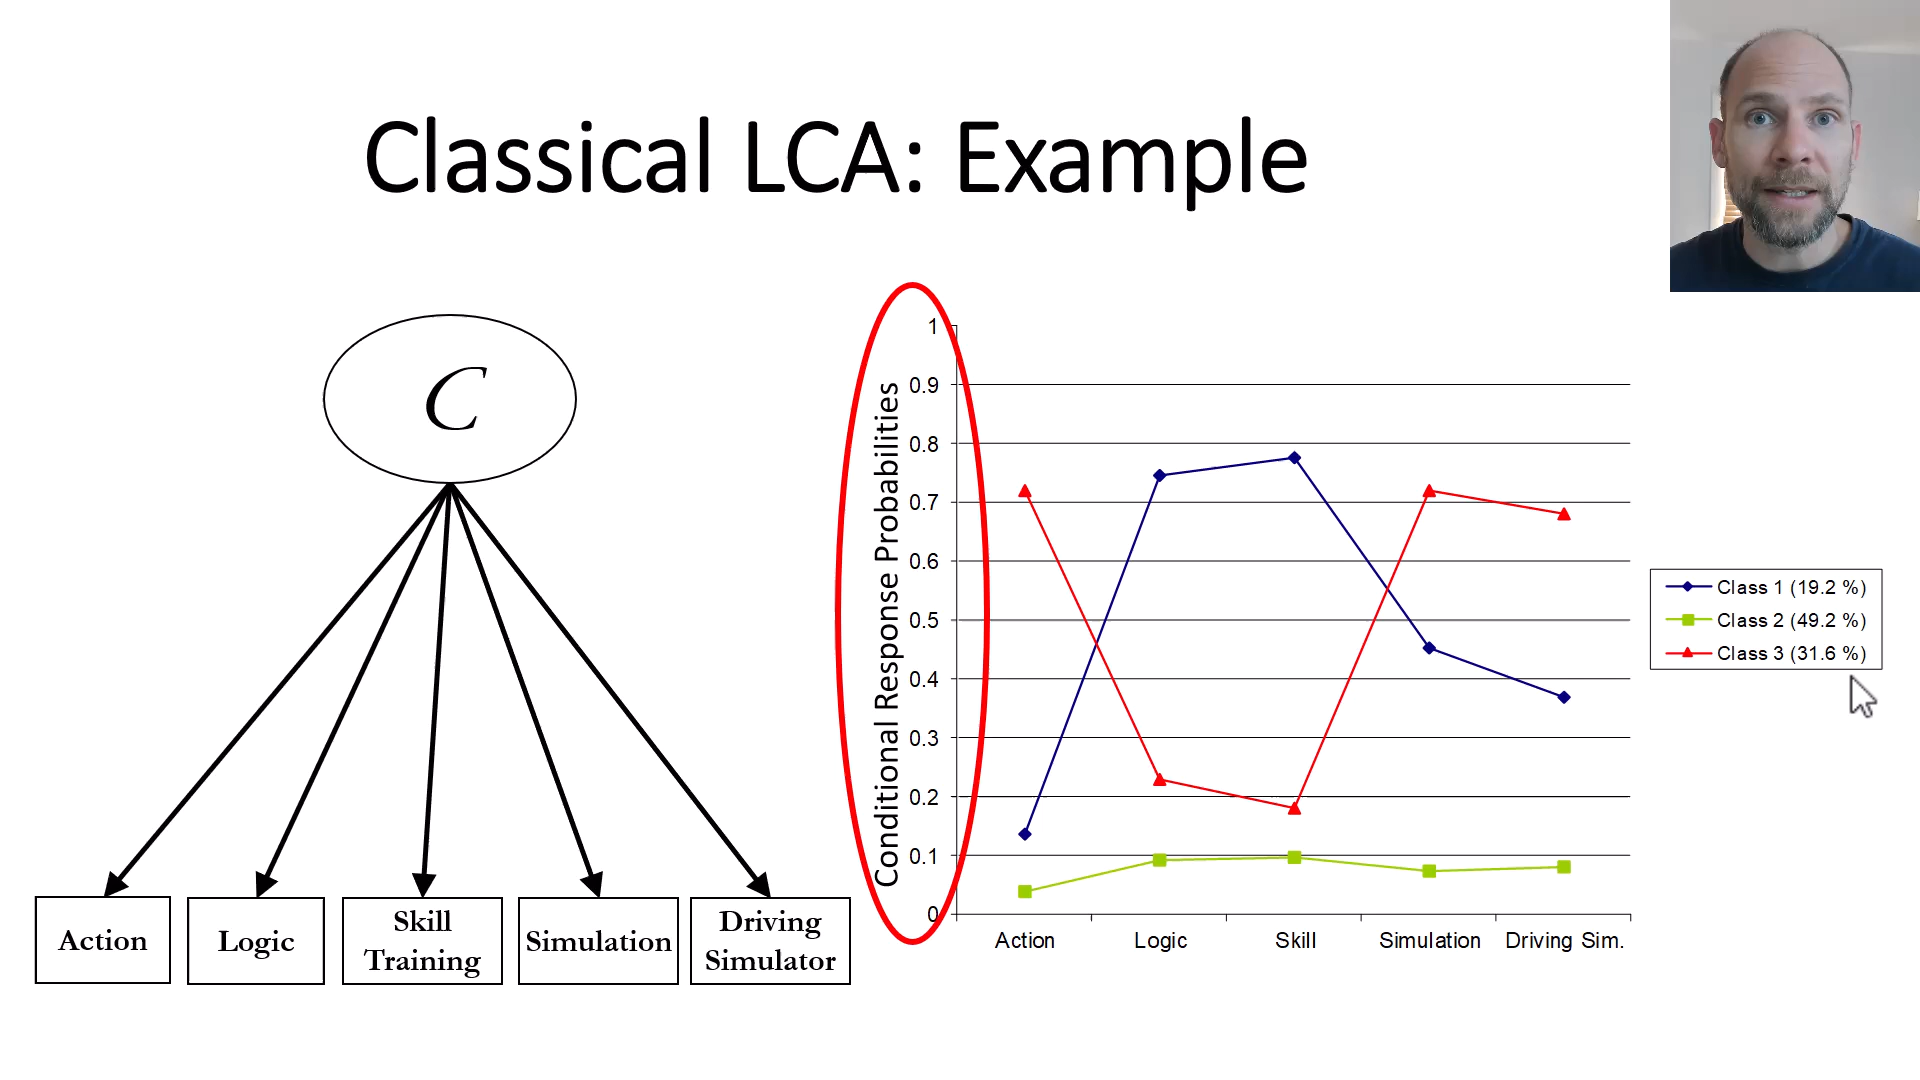 Classical LCA: Example
C
Action
Logic
Skill
Training
Simulation
Driving
Simulator
Conditional Response Probabilities
1
0.9
0.8
0.7
0.6
0.5
0.4
0.3
0.2
0.1
0
Action
Logic
Skill
Simulation
Driving Sim.
Class 1 (19.2 %)
Class 2 (49.2 %)
Class 3 (31.6 %)